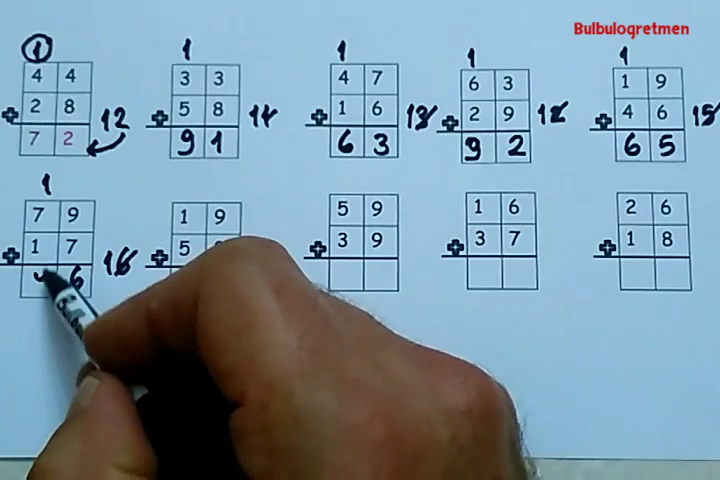 Bulbulogretmen
1 1 1 1 1
4 4 3 3 4 7 6 3 1 9
+ 2 8 12 + 5 8 11 + 1 6 13 + 2 9 12 + 4 6 15
7 2 9 1 6 3 9 2 6 5
1
7 9 1 9 5 9 1 6 2 6
+ 1 7 16 + 5 + 3 9 + 3 7 + 1 8
6